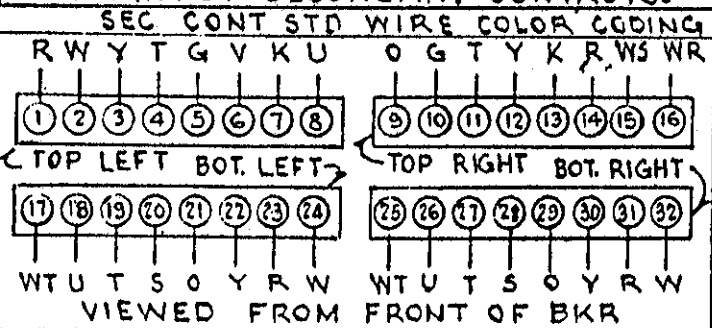 SEC CONT STD WIRE COLOR CODING
R W Y T G V K U O G T Y K R WS WR
1 2 3 4 5 6 7 8 9 10 11 12 13 14 15 16
TOP LEFT BOT. LEFT TOP RIGHT BOT. RIGHT
17 18 19 20 21 22 23 24 25 26 27 28 29 30 31 32
WT U T S O Y R W WT U T S O Y R W
VIEWED FROM FRONT OF BKR